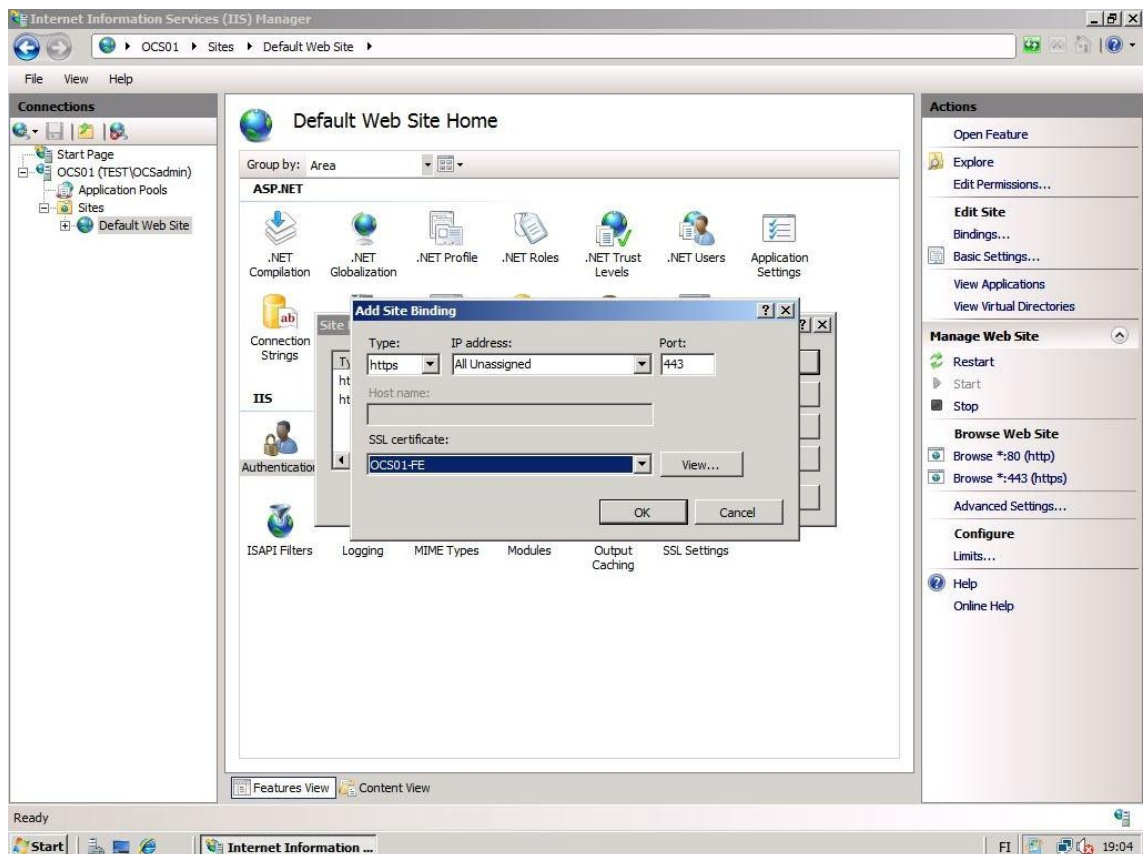 Internet Information Services (IIS) Manager
OCS01 Sites Default Web Site
File View Help
Connections
Start Page
OCS01 (TEST\OCSadmin)
Application Pools
Sites
Default Web Site
Default Web Site Home
Group by: Area
ASP.NET
.NET Compilation
.NET Globalization
.NET Profile
.NET Roles
.NET Trust Levels
.NET Users
Application Settings
ab
Connection Strings
Site
Ty
ht
ht
Add Site Binding
Type: IP address: Port:
https All Unassigned 443
Host name:
SSL certificate:
OCS01-FE View...
OK Cancel
IIS
Authentication
ISAPI Filters
Logging
MIME Types
Modules
Output Caching
SSL Settings
Features View Content View
Actions
Open Feature
Explore
Edit Permissions...
Edit Site
Bindings...
Basic Settings...
View Applications
View Virtual Directories
Manage Web Site
Restart
Start
Stop
Browse Web Site
Browse *:80 (http)
Browse *:443 (https)
Advanced Settings...
Configure
Limits...
Help
Online Help
Ready
Start Internet Information ... FI 19:04